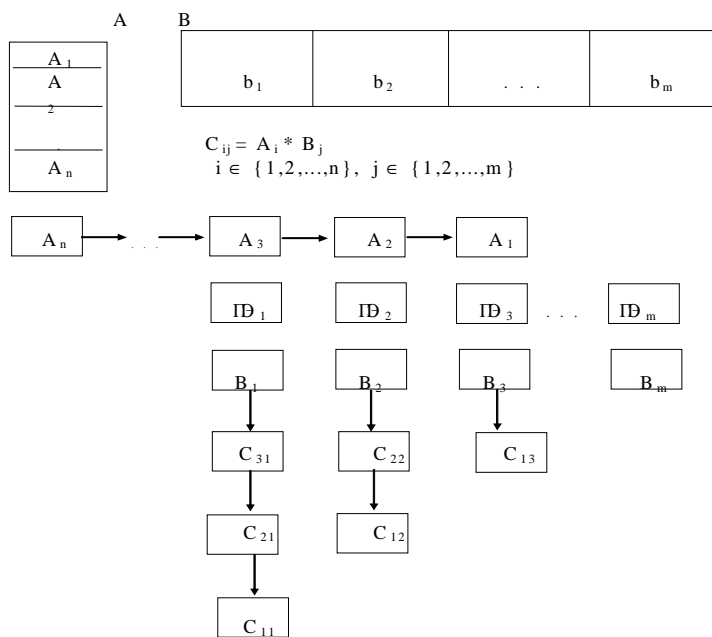 A B
A 1
A
2
.
A n
b 1 b 2 . . . b m
C ij = A i * B j
i ∈ {1,2,...,n}, j ∈ {1,2,...,m}
A n . . . A 3 A 2 A 1
ID 1 ID 2 ID 3 . . . ID m
B 1 B 2 B 3 B m
C 31 C 22 C 13
C 21 C 12
C 11